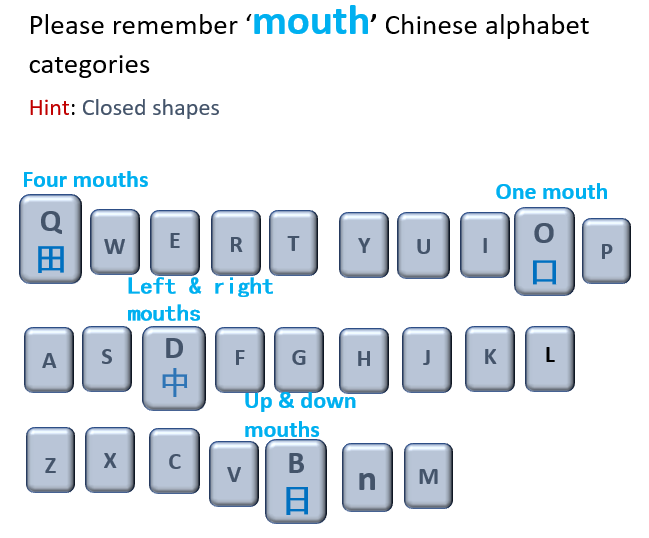 Please remember ‘mouth’ Chinese alphabet
categories
Hint: Closed shapes
Four mouths
One mouth
Q W E R T Y U I O P
田 口
Left & right
mouths
A S D F G H J K L
中
Up & down
mouths
Z X C V B n M
日